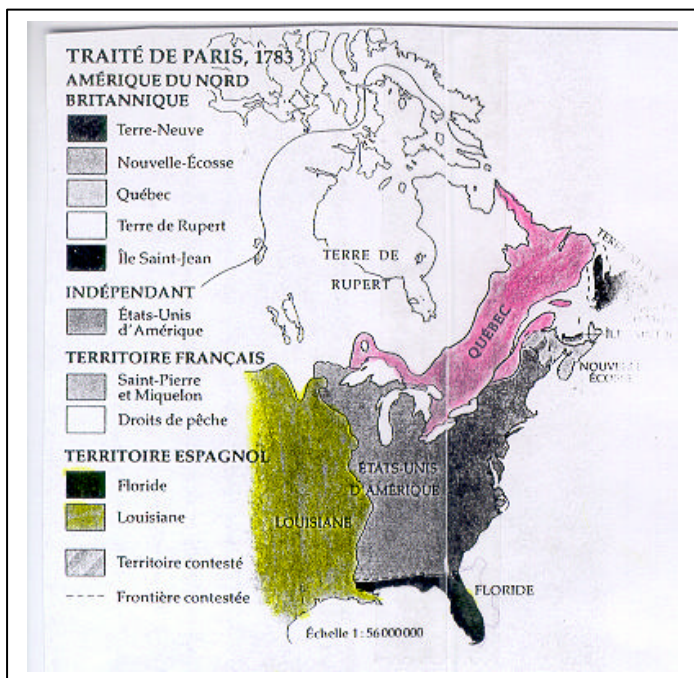 TRAITÉ DE PARIS, 1783
AMÉRIQUE DU NORD
BRITANNIQUE
Terre-Neuve
Nouvelle-Écosse
Québec
Terre de Rupert
Île Saint-Jean
INDÉPENDANT
États-Unis
d'Amérique
TERRITOIRE FRANÇAIS
Saint-Pierre
et Miquelon
Droits de pêche
TERRITOIRE ESPAGNOL
Floride
Louisiane
Territoire contesté
Frontière contestée
TERRE DE
RUPERT
QUÉBEC
NOUVELLE
ÉCOSSE
ÉTATS-UNIS
D'AMÉRIQUE
LOUISIANE
FLORIDE
Échelle 1 : 56 000 000